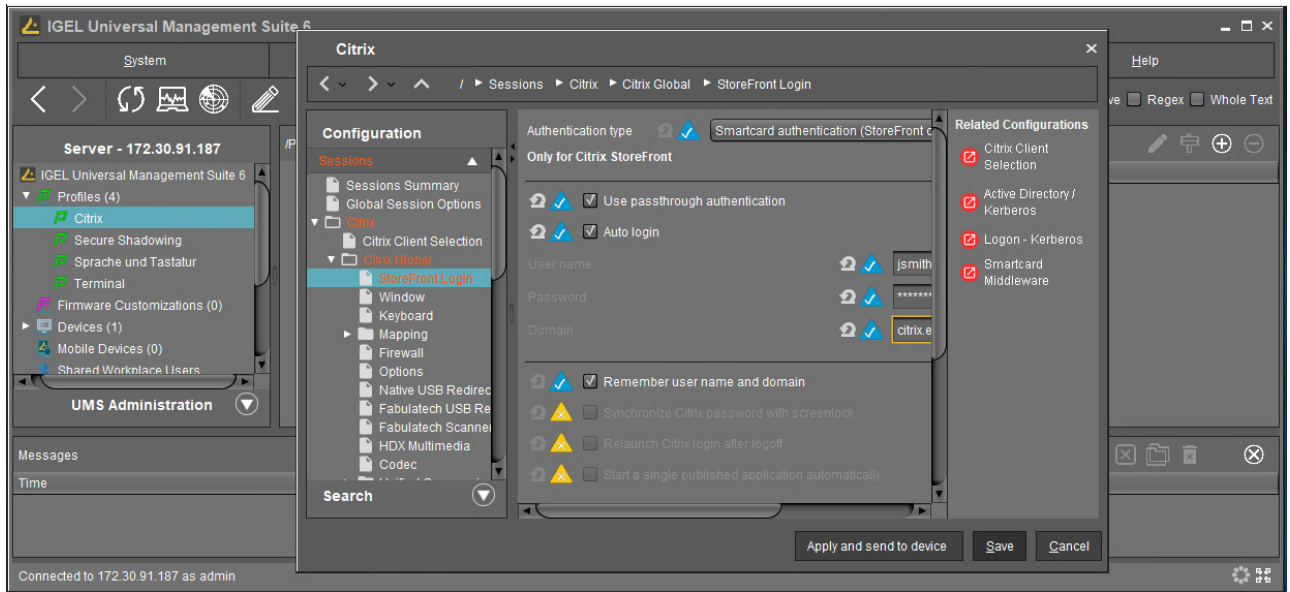 IGEL Universal Management Suite 6
System
Help
Regex Whole Text
Server - 172.30.91.187
IGEL Universal Management Suite 6
Profiles (4)
Citrix
Secure Shadowing
Sprache und Tastatur
Terminal
Firmware Customizations (0)
Devices (1)
Mobile Devices (0)
Shared Workplace Users
UMS Administration
Messages
Time
Connected to 172.30.91.187 as admin
Citrix
/ Sessions Citrix Citrix Global StoreFront Login
Configuration
Sessions
Sessions Summary
Global Session Options
Citrix
Citrix Client Selection
Citrix Global
StoreFront Login
Window
Keyboard
Mapping
Firewall
Options
Native USB Redirec
Fabulatech USB Re
Fabulatech Scanne
HDX Multimedia
Codec
Search
Authentication type Smartcard authentication (StoreFront
Only for Citrix StoreFront
Use passthrough authentication
Auto login
User name jsmith
Password *******
Domain citrix.e
Remember user name and domain
Synchronize Citrix password with screenlock
Relaunch Citrix login after logoff
Start a single published application automatically
Related Configurations
Citrix Client
Selection
Active Directory /
Kerberos
Logon - Kerberos
Smartcard
Middleware
Apply and send to device Save Cancel